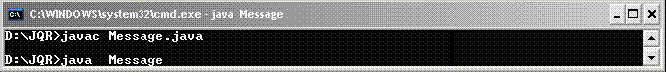 C:\WINDOWS\system32\cmd.exe - java Message
D:\JQR>javac Message.java
D:\JQR>java  Message